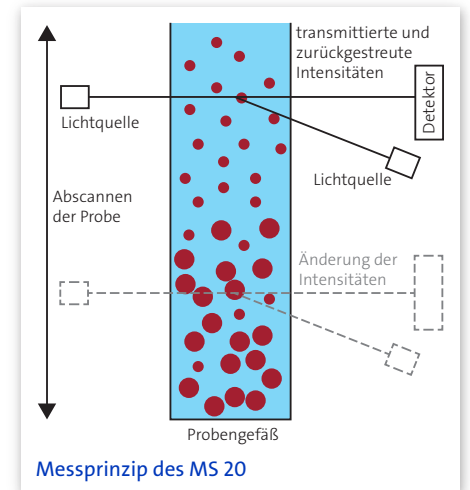 transmittierte und
zurückgestreute
Intensitäten
Detektor
Lichtquelle
Lichtquelle
Abscannen
der Probe
Änderung der
Intensitäten
Probengefäß
Messprinzip des MS 20